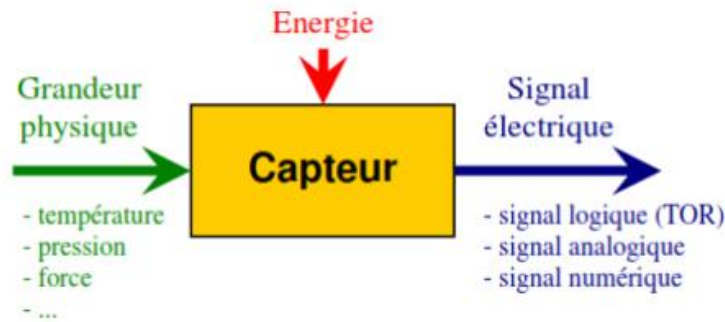 Energie
Grandeur
physique
Capteur
Signal
électrique
- température
- pression
- force
- ...
- signal logique (TOR)
- signal analogique
- signal numérique